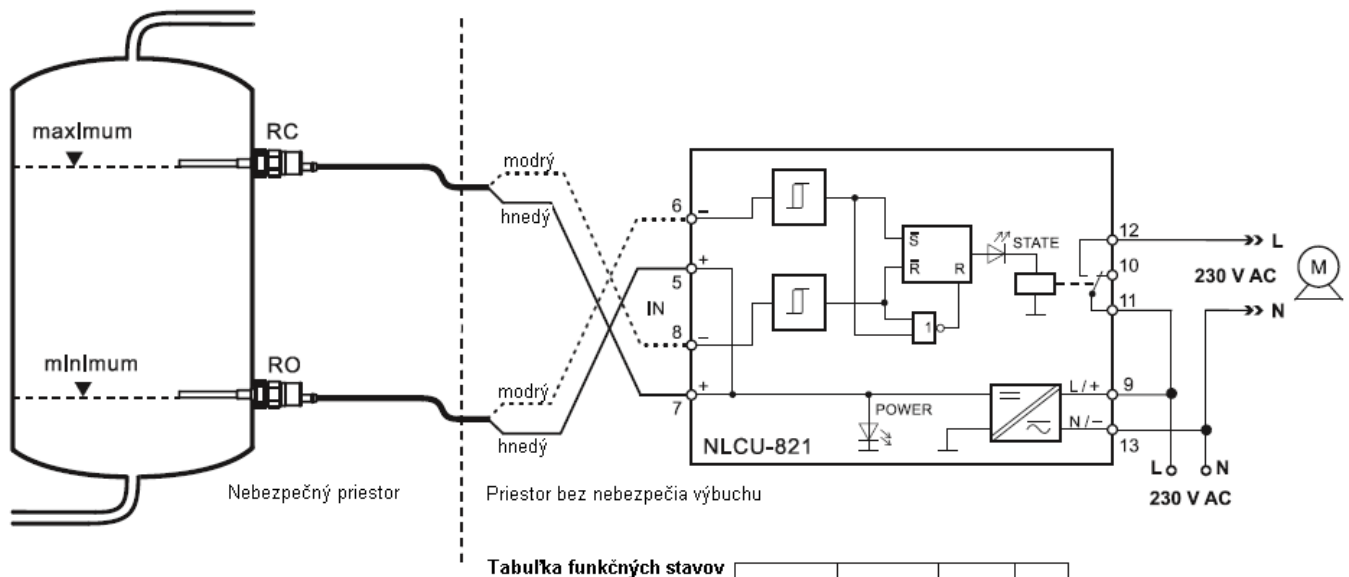 maxImum
RC
modrý
hnedý
mInImum
RO
modrý
hnedý
Nebezpečný priestor
Priestor bez nebezpečia výbuchu
6
−
+
5
IN
8
−
+
7
S
R
R
1
STATE
POWER
NLCU-821
L/+
N/−
12
10
11
9
13
L
230 V AC
N
M
L
N
230 V AC
Tabuľka funkčných stavov